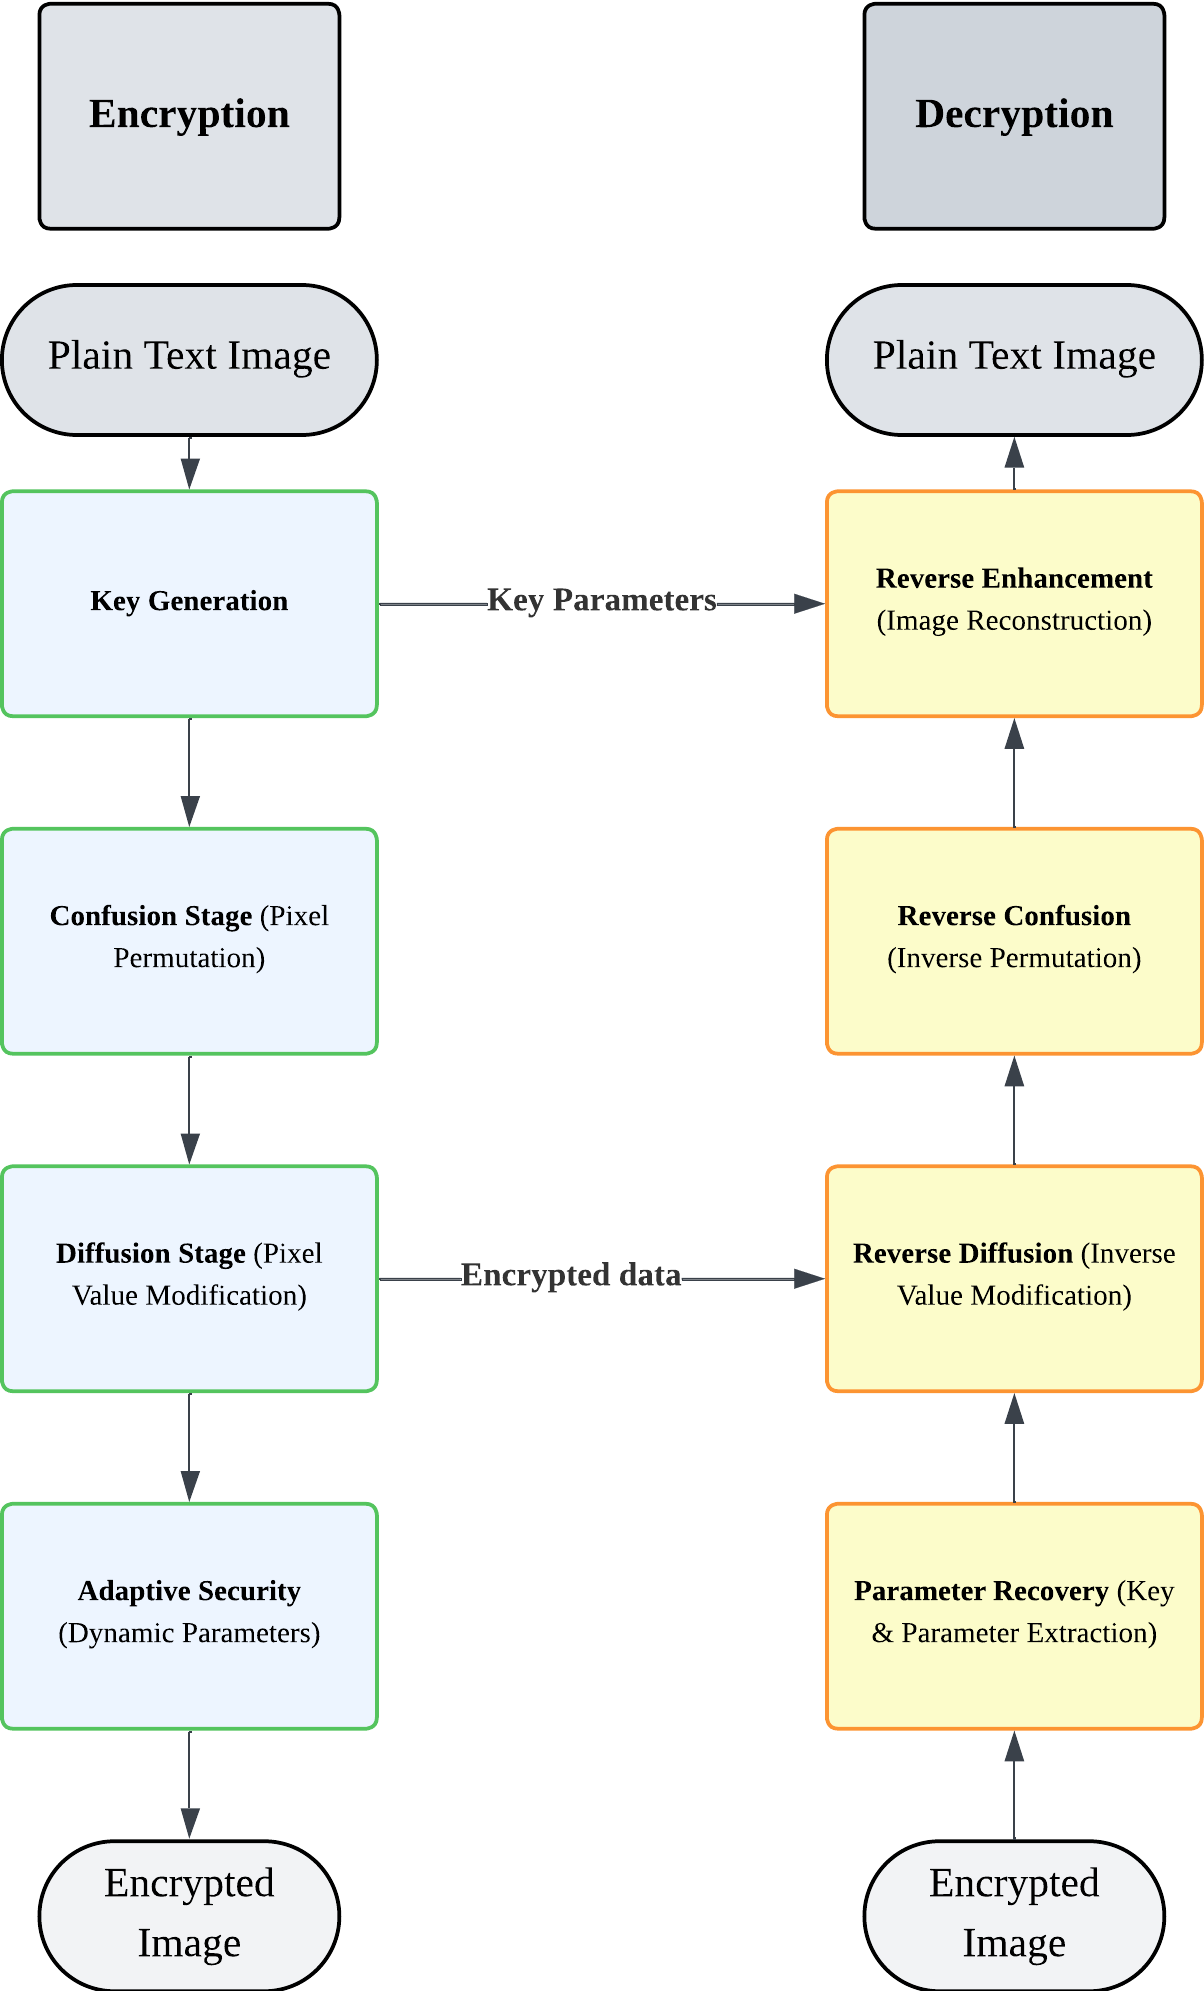 Encryption
Decryption
Plain Text Image
Plain Text Image
Key Generation
Key Parameters
Reverse Enhancement
(Image Reconstruction)
Confusion Stage (Pixel
Permutation)
Reverse Confusion
(Inverse Permutation)
Diffusion Stage (Pixel
Value Modification)
Encrypted data
Reverse Diffusion (Inverse
Value Modification)
Adaptive Security
(Dynamic Parameters)
Parameter Recovery (Key
& Parameter Extraction)
Encrypted
Image
Encrypted
Image